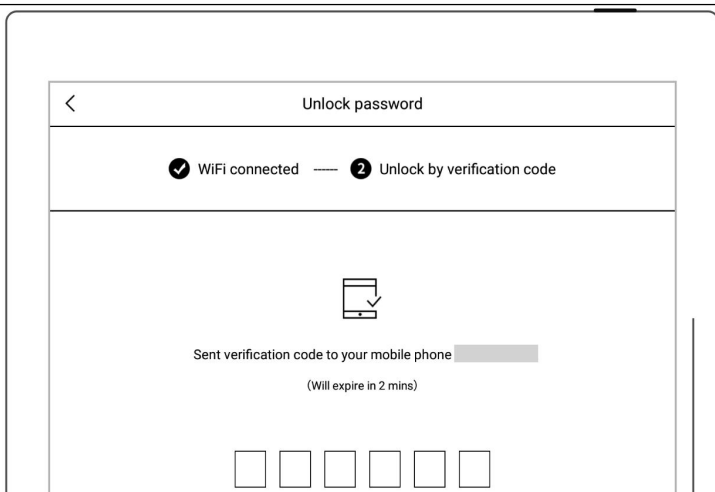 Unlock password
WiFi connected ------ 2 Unlock by verification code
Sent verification code to your mobile phone
(Will expire in 2 mins)